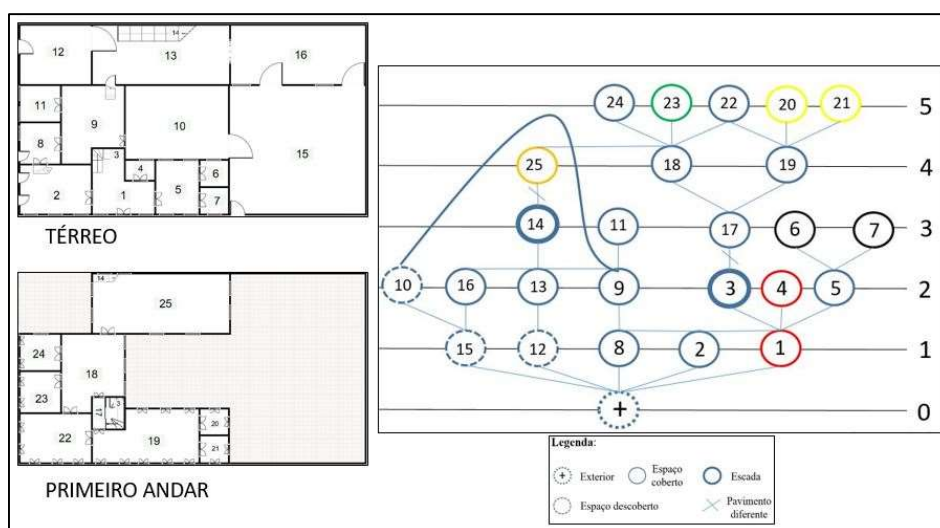 12
14
13
16
11
9
10
8
3
4
15
2
1
5
6
7
TÉRREO
14
25
24
18
23
17
3
20
22
19
21
PRIMEIRO ANDAR
24 23 22 20 21 5
25 18 19 4
14 11 17 6 7 3
10 16 13 9 3 4 5 2
15 12 8 2 1 1
+ 0
Legenda:
+ Exterior Espaço coberto Escada
Espaço descoberto Pavimento diferente